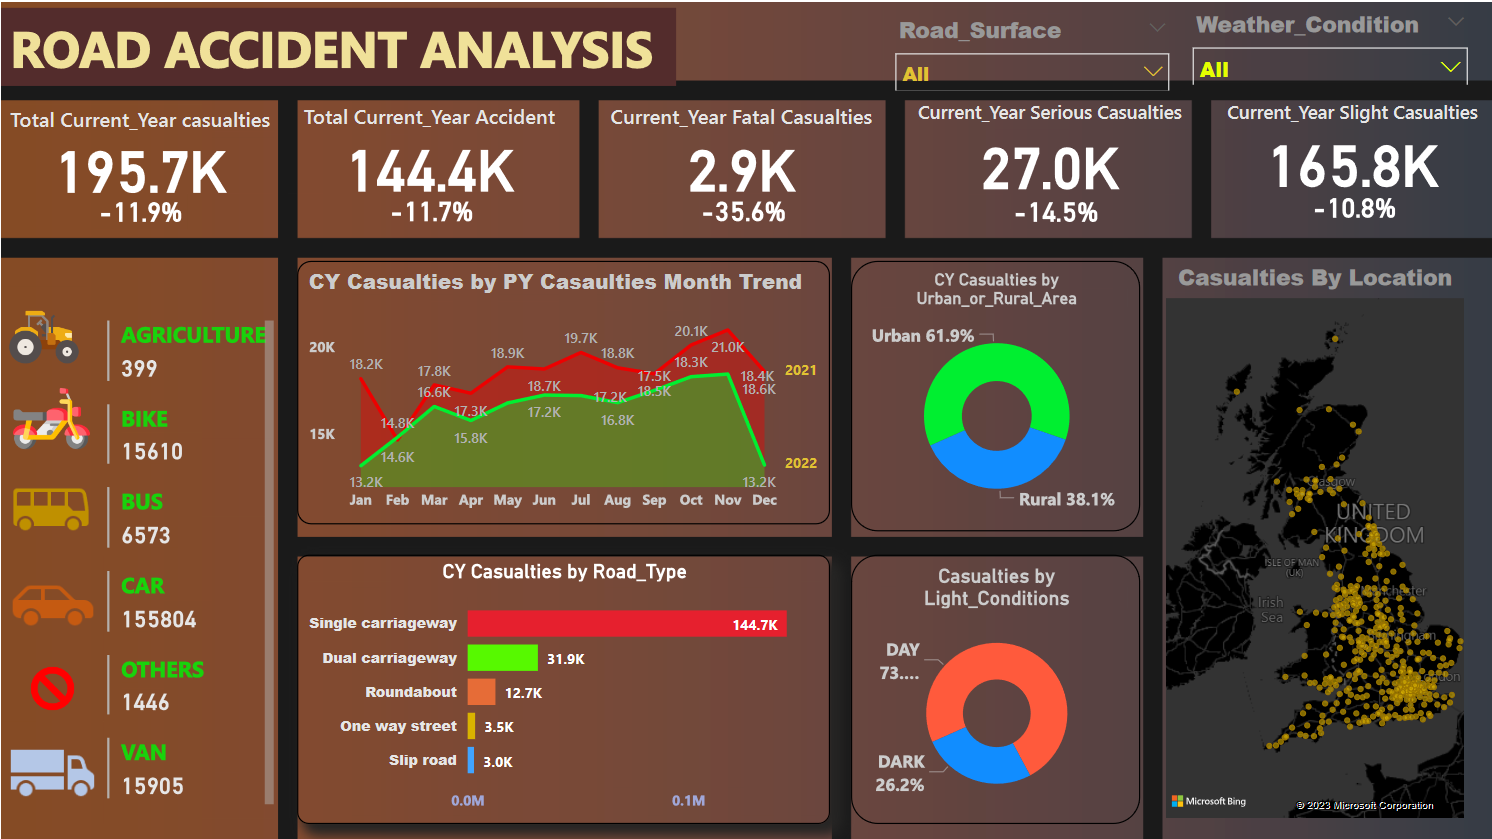 ROAD ACCIDENT ANALYSIS
Road_Surface
All
Weather_Condition
All
Total Current_Year casualties
195.7K
-11.9%
Total Current_Year Accident
144.4K
-11.7%
Current_Year Fatal Casualties
2.9K
-35.6%
Current_Year Serious Casualties
27.0K
-14.5%
Current_Year Slight Casualties
165.8K
-10.8%
AGRICULTURE
399
BIKE
15610
BUS
6573
CAR
155804
OTHERS
1446
VAN
15905
CY Casualties by PY Casaulties Month Trend
20K
15K
18.2K
14.8K
17.8K
17.3K
18.9K
18.7K
19.7K
18.8K
18.5K
20.1K
21.0K
18.6K
2021
13.2K
14.6K
16.6K
15.8K
17.2K
17.2K
16.8K
17.5K
18.3K
18.4K
13.2K
2022
Jan Feb Mar Apr May Jun Jul Aug Sep Oct Nov Dec
CY Casualties by
Urban_or_Rural_Area
Urban 61.9%
Rural 38.1%
CY Casualties by Road_Type
Single carriageway 144.7K
Dual carriageway 31.9K
Roundabout 12.7K
One way street 3.5K
Slip road 3.0K
0.0M 0.1M
Casualties by
Light_Conditions
DAY
73....
DARK
26.2%
Casualties By Location
UNITED
KINGDOM
ISLE OF MAN
(UK)
Irish
Sea
Microsoft Bing
© 2023 Microsoft Corporation